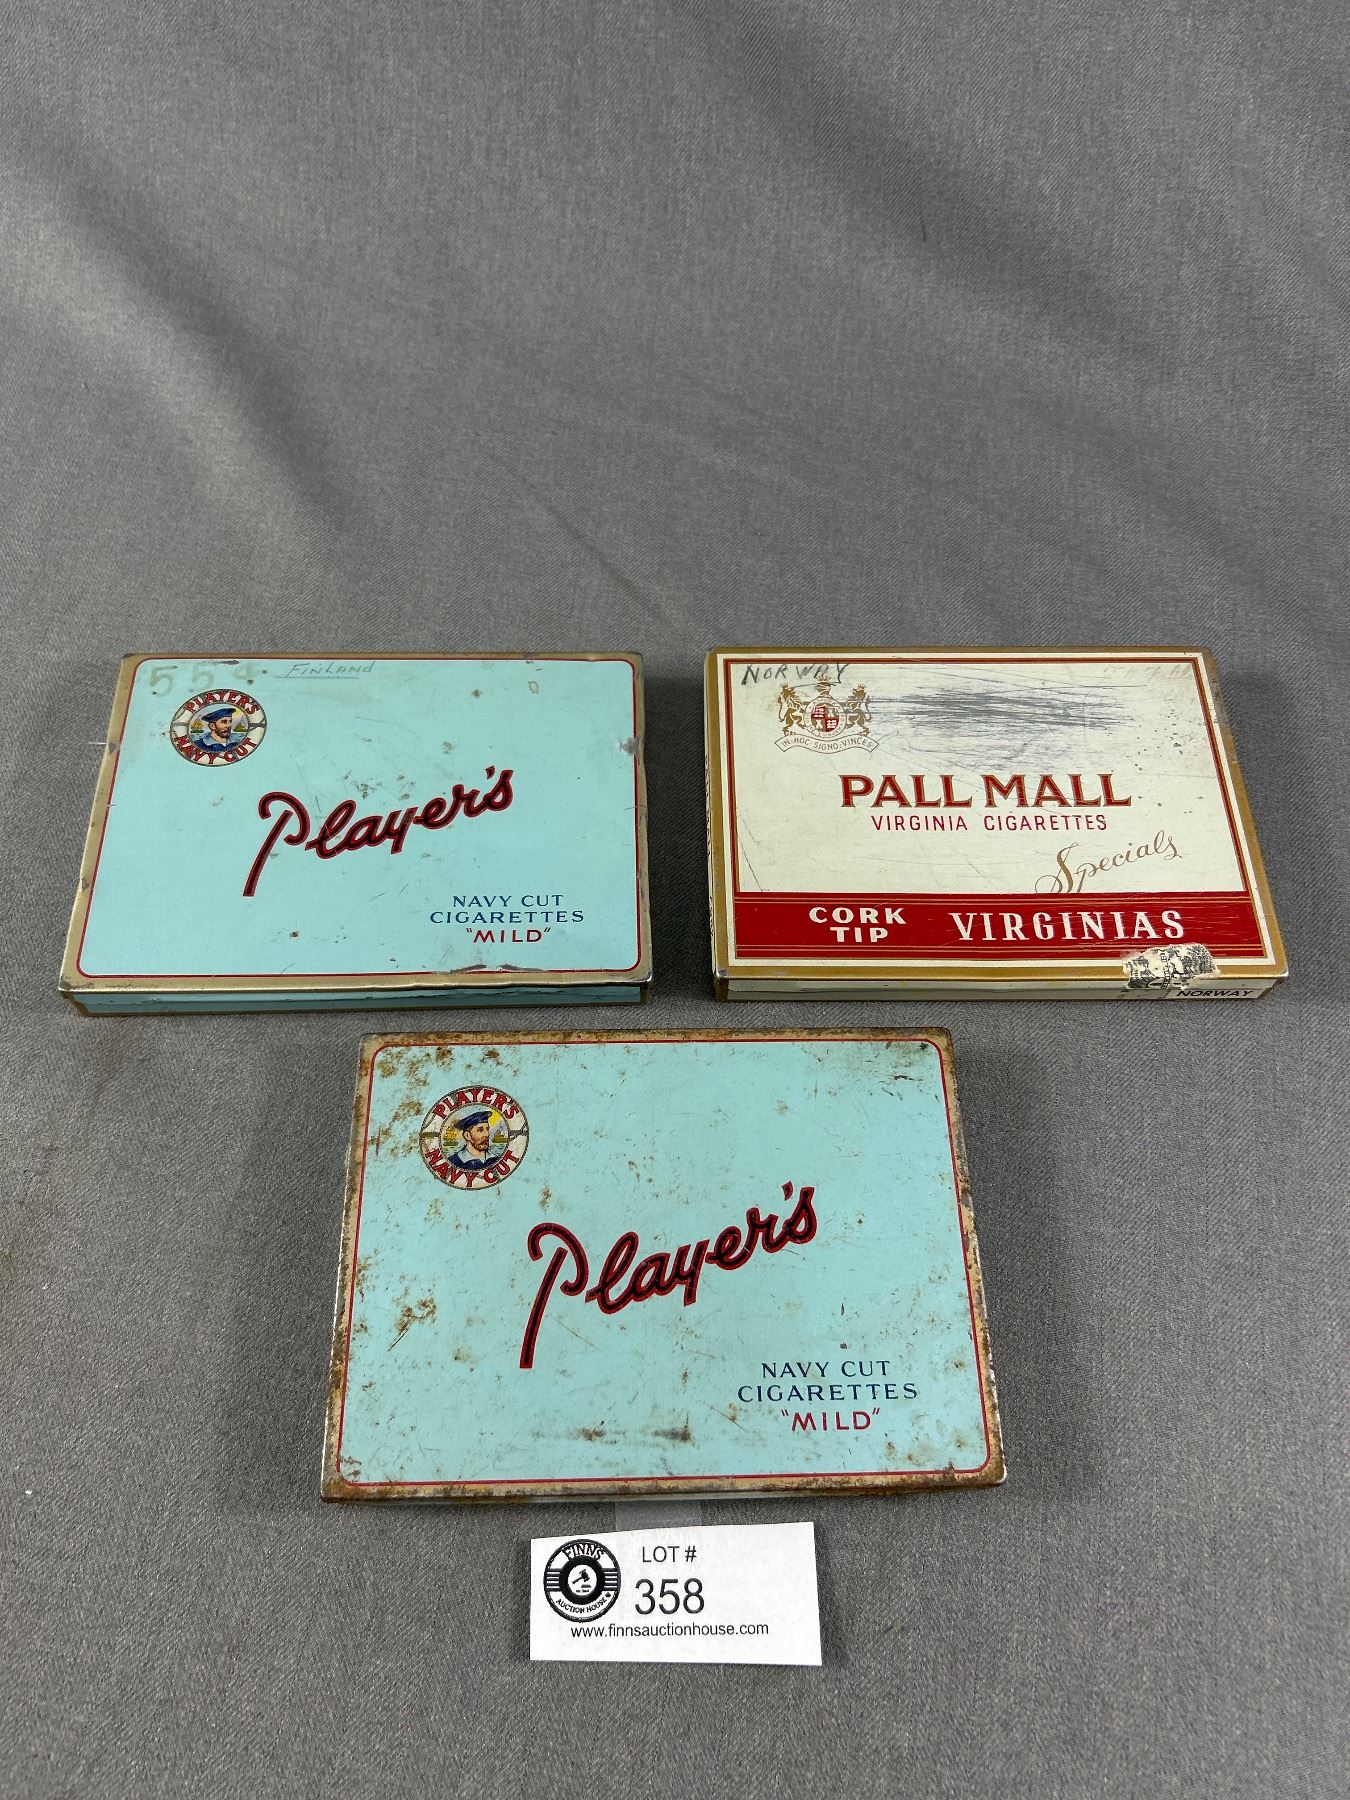 554 FINLAND
PLAYER'S
NAVY CUT
Player's
NAVY CUT
CIGARETTES
"MILD"
NORWAY
IN·HOC SIGNO·VINCES
PALL MALL
VIRGINIA CIGARETTES
Specials
CORK
TIP
VIRGINIAS
NORWAY
PLAYER'S
NAVY CUT
Player's
NAVY CUT
CIGARETTES
"MILD"
FINNS
AUCTION HOUSE
LOT #
358
www.finnsauctionhouse.com